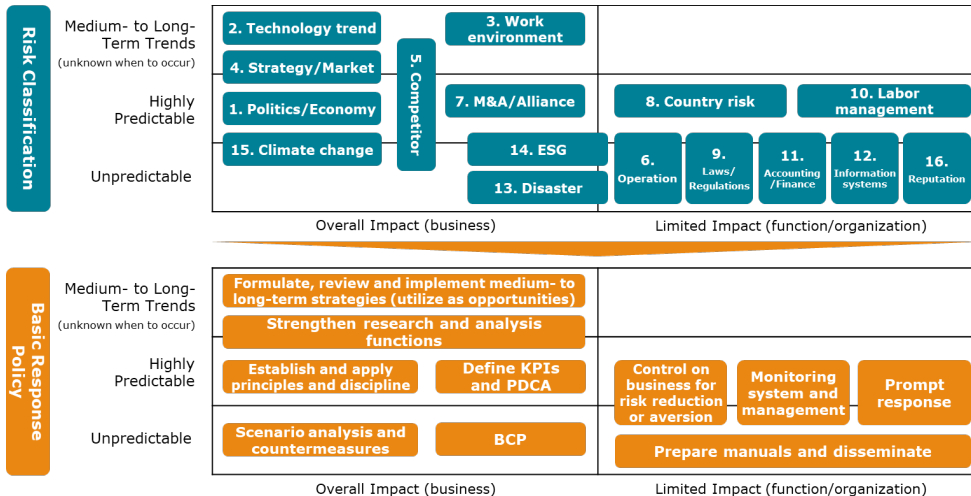 Risk Classification
Medium- to Long-
Term Trends
(unknown when to occur)
Highly
Predictable
Unpredictable
2. Technology trend
4. Strategy/Market
1. Politics/Economy
15. Climate change
5. Competitor
3. Work
environment
7. M&A/Alliance
14. ESG
13. Disaster
8. Country risk
10. Labor
management
6.
Operation
9.
Laws/
Regulations
11.
Accounting
/Finance
12.
Information
systems
16.
Reputation
Overall Impact (business)
Limited Impact (function/organization)
Basic Response
Policy
Medium- to Long-
Term Trends
(unknown when to occur)
Highly
Predictable
Unpredictable
Formulate, review and implement medium- to
long-term strategies (utilize as opportunities)
Strengthen research and analysis
functions
Establish and apply
principles and discipline
Define KPIs
and PDCA
Scenario analysis and
countermeasures
BCP
Control on
business for
risk reduction
or aversion
Monitoring
system and
management
Prompt
response
Prepare manuals and disseminate
Overall Impact (business)
Limited Impact (function/organization)